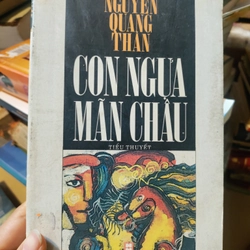 NGUYỄN
QUANG
THÂN
CON NGỰA
MÃN CHÂU
TIỂU THUYẾT